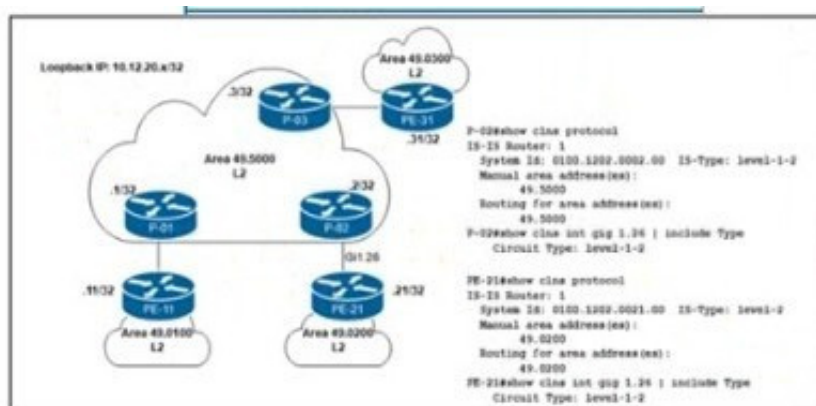 Area 49.0300
L2
Loopback IP: 10.12.20.x/32
.3/32
P-03
PE-31
.31/32
Area 49.5000
L2
.1/32
.2/32
P-01
P-02
0/1.26
.11/32
PE-11
PE-21
.21/32
Area 49.0100
L2
Area 49.0200
L2
P-02#show clns protocol
IS-IS Router: 1
System Id: 0100.1202.0002.00 IS-Type: level-1-2
Manual area address(es):
49.5000
Routing for area address(es):
49.5000
P-02#show clns int gig 1.26 | include Type
Circuit Type: level-1-2
PE-21#show clns protocol
IS-IS Router: 1
System Id: 0100.1202.0021.00 IS-Type: level-2
Manual area address(es):
49.0200
Routing for area address(es):
49.0200
PE-21#show clns int gig 1.26 | include Type
Circuit Type: level-1-2